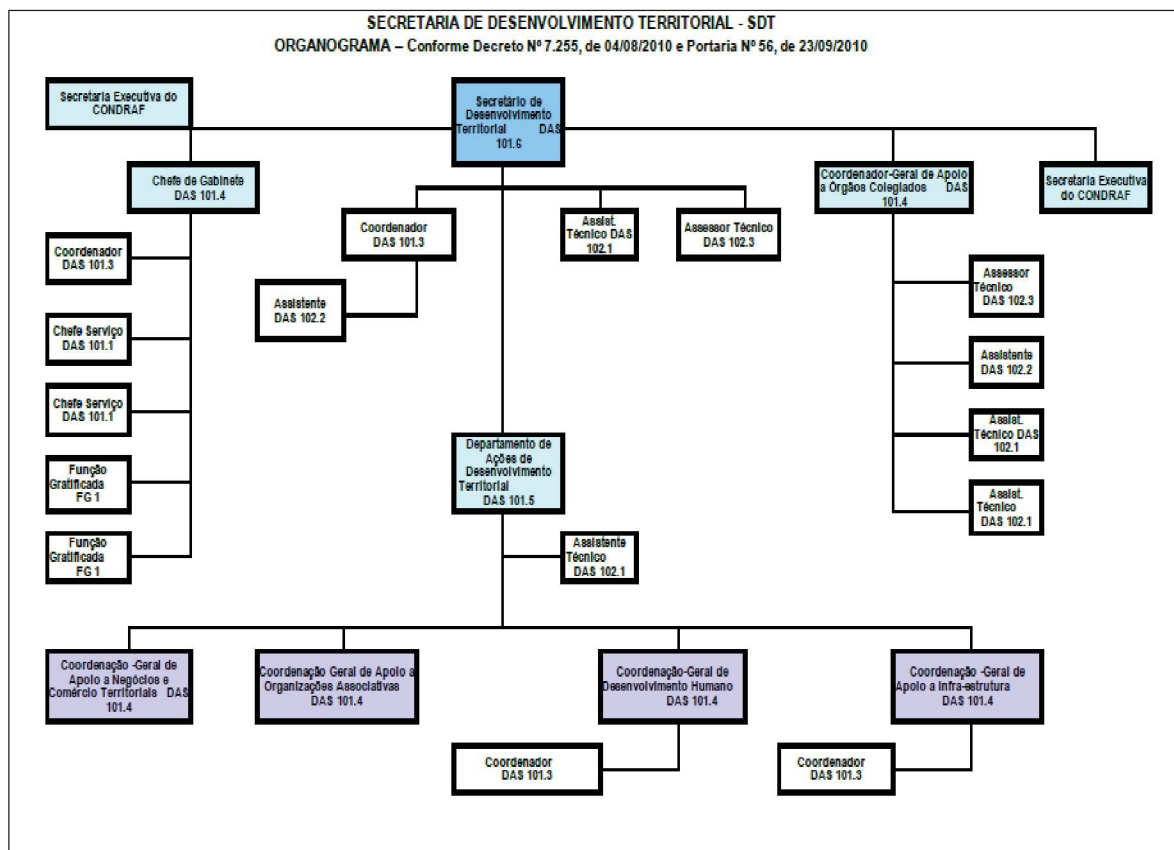 SECRETARIA DE DESENVOLVIMENTO TERRITORIAL - SDT
ORGANOGRAMA – Conforme Decreto Nº 7.255, de 04/08/2010 e Portaria Nº 56, de 23/09/2010
Secretaria Executiva do
CONDRAF
Secretário de
Desenvolvimento
Territorial DAS
101.6
Chefe de Gabinete
DAS 101.4
Coordenador-Geral de Apoio
a Órgãos Colegiados DAS
101.4
Secretaria Executiva
do CONDRAF
Coordenador
DAS 101.3
Assist.
Técnico DAS
102.1
Assessor Técnico
DAS 102.3
Coordenador
DAS 101.3
Assistente
DAS 102.2
Assessor
Técnico
DAS 102.3
Chefe Serviço
DAS 101.1
Assistente
DAS 102.2
Chefe Serviço
DAS 101.1
Assist.
Técnico DAS
102.1
Departamento de
Ações de
Desenvolvimento
Territorial
DAS 101.5
Função
Gratificada
FG 1
Assist.
Técnico
DAS 102.1
Função
Gratificada
FG 1
Assistente
Técnico
DAS 102.1
Coordenação -Geral de
Apoio a Negócios e
Comércio Territoriais DAS
101.4
Coordenação Geral de Apoio a
Organizações Associativas
DAS 101.4
Coordenação-Geral de
Desenvolvimento Humano
DAS 101.4
Coordenação -Geral de
Apoio a Infra-estrutura
DAS 101.4
Coordenador
DAS 101.3
Coordenador
DAS 101.3